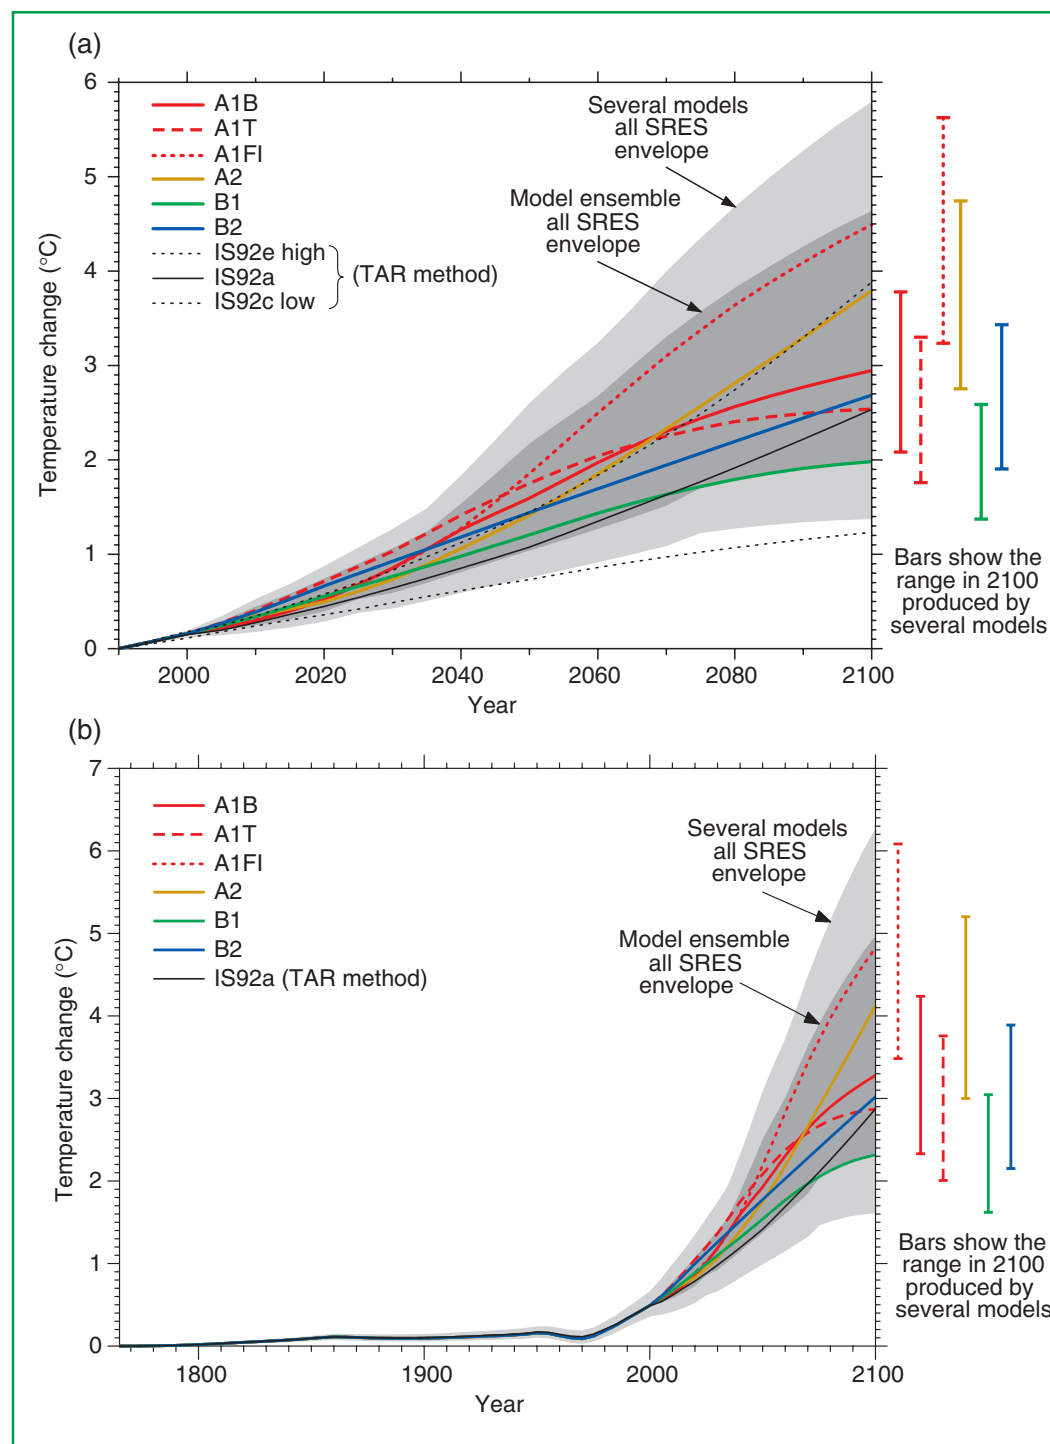 (a)
6
5
4
3
2
1
0
Temperature change (°C)
A1B
A1T
A1FI
A2
B1
B2
IS92e high
IS92a
IS92c low
(TAR method)
Several models
all SRES
envelope
Model ensemble
all SRES
envelope
2000 2020 2040 2060 2080 2100
Year
Bars show the
range in 2100
produced by
several models
(b)
7
6
5
4
3
2
1
0
Temperature change (°C)
A1B
A1T
A1FI
A2
B1
B2
IS92a (TAR method)
Several models
all SRES
envelope
Model ensemble
all SRES
envelope
1800 1900 2000 2100
Year
Bars show the
range in 2100
produced by
several models